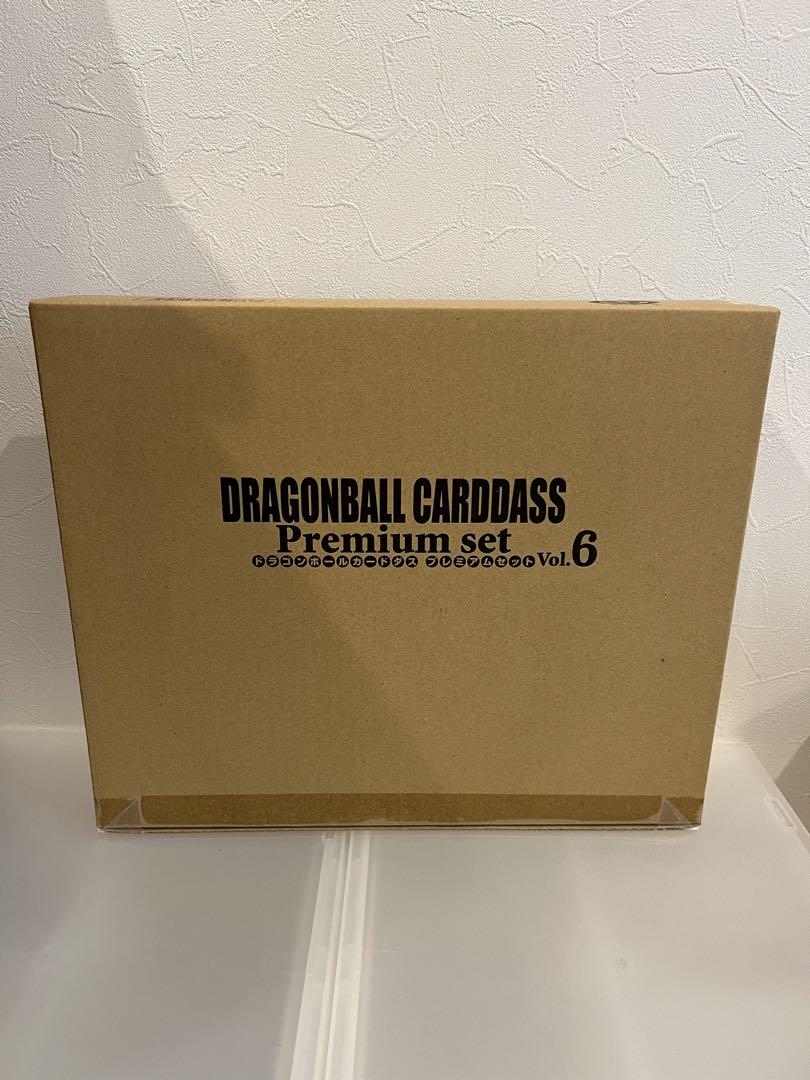 DRAGONBALL CARDDASS
Premium set
ドラゴンボールカードダス プレミアムセット Vol.6